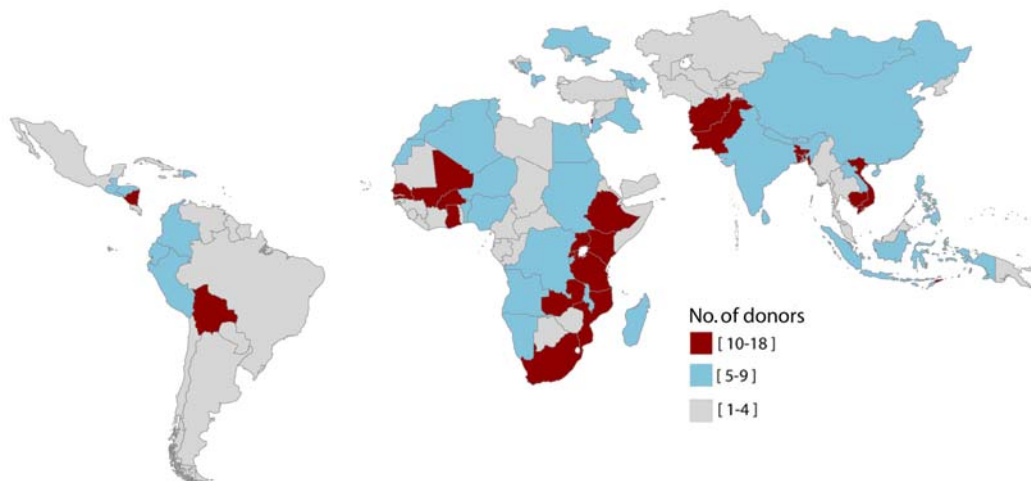 No. of donors
[ 10-18 ]
[ 5-9 ]
[ 1-4 ]